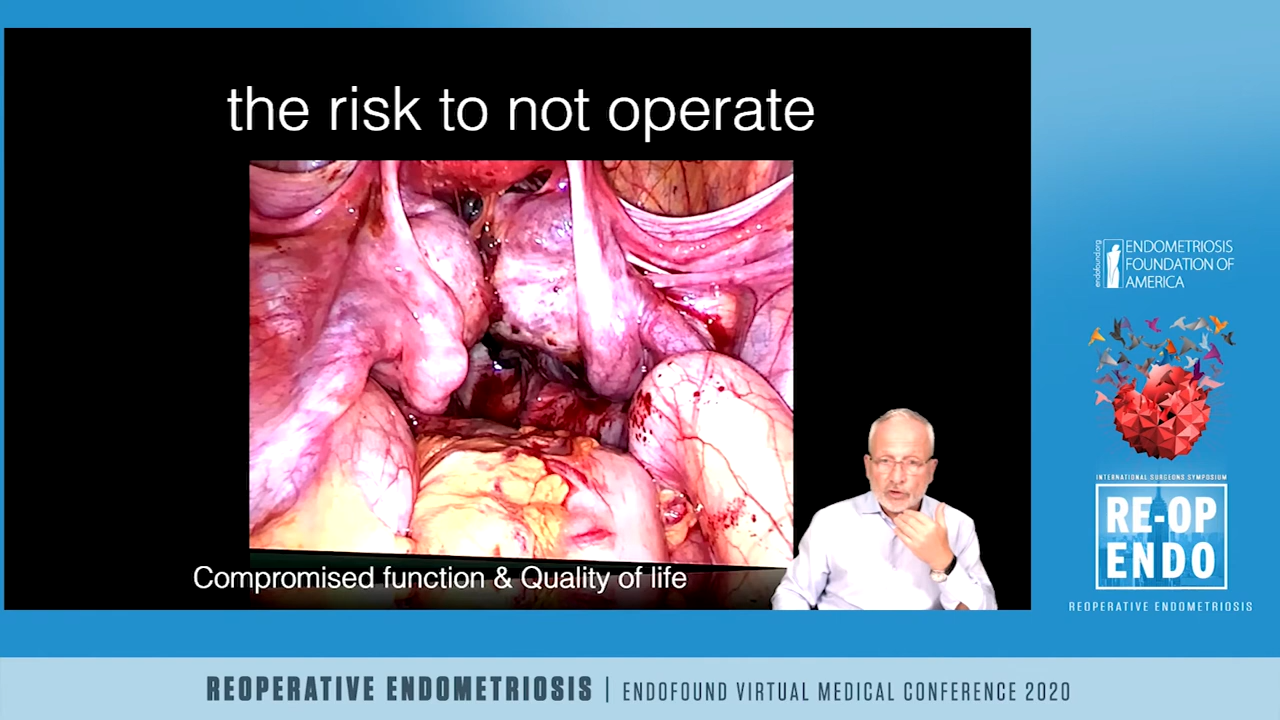 the risk to not operate
Compromised function & Quality of life
endofound.org
ENDOMETRIOSIS
FOUNDATION OF
AMERICA
INTERNATIONAL SURGEONS SYMPOSIUM
RE-OP
ENDO
REOPERATIVE ENDOMETRIOSIS
REOPERATIVE ENDOMETRIOSIS | ENDOFOUND VIRTUAL MEDICAL CONFERENCE 2020